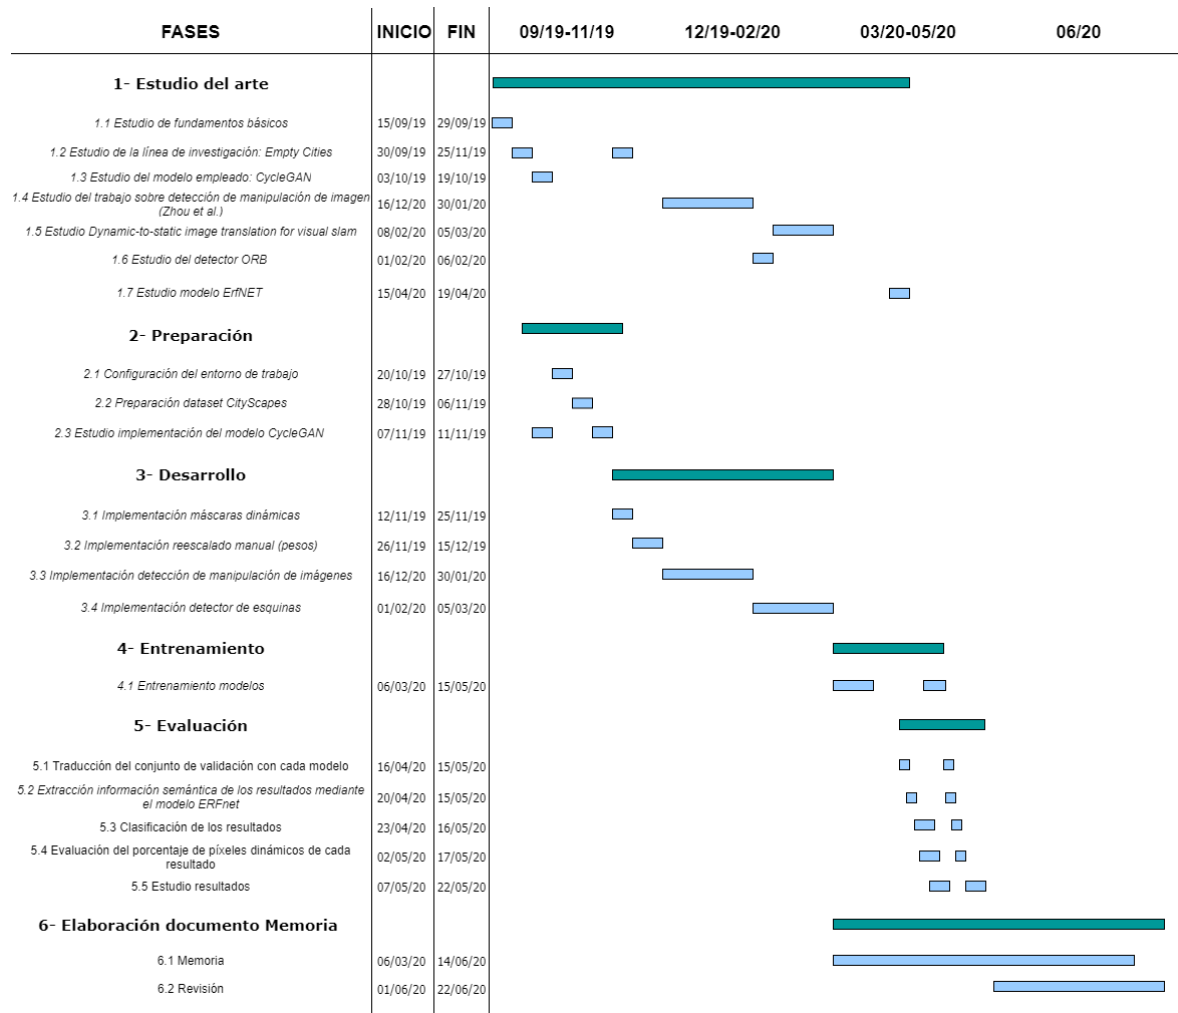 FASES INICIO FIN 09/19-11/19 12/19-02/20 03/20-05/20 06/20
1- Estudio del arte
1.1 Estudio de fundamentos básicos 15/09/19 29/09/19
1.2 Estudio de la línea de investigación: Empty Cities 30/09/19 25/11/19
1.3 Estudio del modelo empleado: CycleGAN 03/10/19 19/10/19
1.4 Estudio del trabajo sobre detección de manipulación de imagen 16/12/20 30/01/20
(Zhou et al.)
1.5 Estudio Dynamic-to-static image translation for visual slam 08/02/20 05/03/20
1.6 Estudio del detector ORB 01/02/20 06/02/20
1.7 Estudio modelo ErfNET 15/04/20 19/04/20
2- Preparación
2.1 Configuración del entorno de trabajo 20/10/19 27/10/19
2.2 Preparación dataset CityScapes 28/10/19 06/11/19
2.3 Estudio implementación del modelo CycleGAN 07/11/19 11/11/19
3- Desarrollo
3.1 Implementación máscaras dinámicas 12/11/19 25/11/19
3.2 Implementación reescalado manual (pesos) 26/11/19 15/12/19
3.3 Implementación detección de manipulación de imágenes 16/12/20 30/01/20
3.4 Implementación detector de esquinas 01/02/20 05/03/20
4- Entrenamiento
4.1 Entrenamiento modelos 06/03/20 15/05/20
5- Evaluación
5.1 Traducción del conjunto de validación con cada modelo 16/04/20 15/05/20
5.2 Extracción información semántica de los resultados mediante
el modelo ERFnet 20/04/20 15/05/20
5.3 Clasificación de los resultados 23/04/20 16/05/20
5.4 Evaluación del porcentaje de píxeles dinámicos de cada
resultado 02/05/20 17/05/20
5.5 Estudio resultados 07/05/20 22/05/20
6- Elaboración documento Memoria
6.1 Memoria 06/03/20 14/06/20
6.2 Revisión 01/06/20 22/06/20